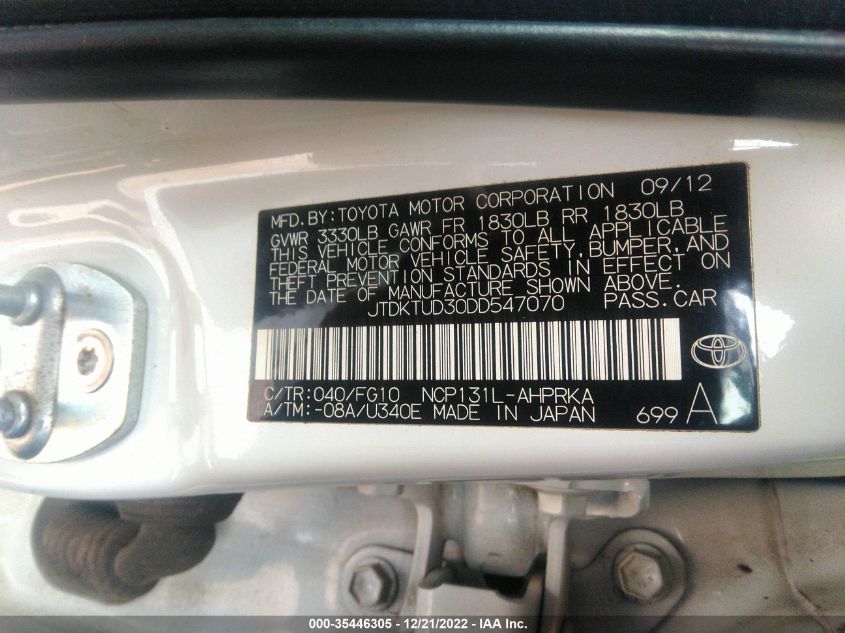 MFD.BY:TOYOTA MOTOR CORPORATION 09/12
GVWR 3330LB GAWR FR 1830LB RR 1830LB
THIS VEHICLE CONFORMS TO ALL APPLICABLE
FEDERAL MOTOR VEHICLE SAFETY,BUMPER,AND
THEFT PREVENTION STANDARDS IN EFFECT ON
THE DATE OF MANUFACTURE SHOWN ABOVE.
JTDKTUD30DD547070 PASS.CAR
C/TR:040/FG10 NCP131L-AHPRKA
A/TM:-08A/U340E MADE IN JAPAN 699 A
000-35446305 - 12/21/2022 - IAA Inc.